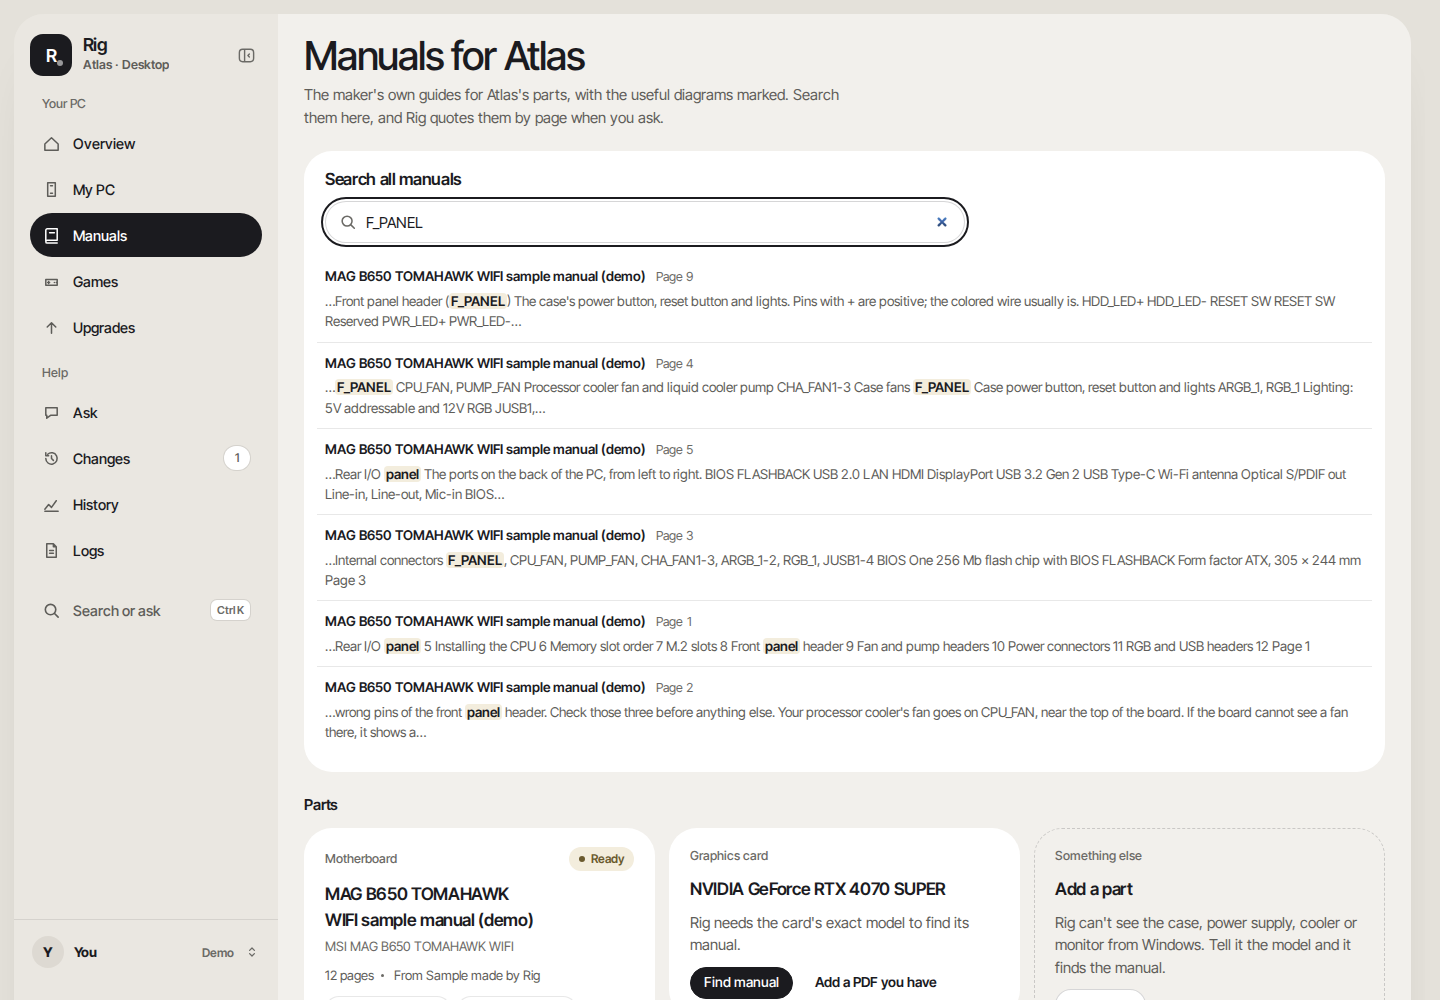 R
Rig
Atlas · Desktop
Your PC
Overview
My PC
Manuals
Games
Upgrades
Help
Ask
Changes
1
History
Logs
Search or ask
Ctrl K
Y
You
Demo
Manuals for Atlas
The maker's own guides for Atlas's parts, with the useful diagrams marked. Search
them here, and Rig quotes them by page when you ask.
Search all manuals
F_PANEL
MAG B650 TOMAHAWK WIFI sample manual (demo) Page 9
...Front panel header (F_PANEL) The case's power button, reset button and lights. Pins with + are positive; the colored wire usually is. HDD_LED+ HDD_LED- RESET SW RESET SW
Reserved PWR_LED+ PWR_LED-...
MAG B650 TOMAHAWK WIFI sample manual (demo) Page 4
...F_PANEL CPU_FAN, PUMP_FAN Processor cooler fan and liquid cooler pump CHA_FAN1-3 Case fans F_PANEL Case power button, reset button and lights ARGB_1, RGB_1 Lighting:
5V addressable and 12V RGB JUSB1,...
MAG B650 TOMAHAWK WIFI sample manual (demo) Page 5
...Rear I/O panel The ports on the back of the PC, from left to right. BIOS FLASHBACK USB 2.0 LAN HDMI DisplayPort USB 3.2 Gen 2 USB Type-C Wi-Fi antenna Optical S/PDIF out
Line-in, Line-out, Mic-in BIOS...
MAG B650 TOMAHAWK WIFI sample manual (demo) Page 3
...Internal connectors F_PANEL, CPU_FAN, PUMP_FAN, CHA_FAN1-3, ARGB_1-2, RGB_1, JUSB1-4 BIOS One 256 Mb flash chip with BIOS FLASHBACK Form factor ATX, 305 × 244 mm
Page 3
MAG B650 TOMAHAWK WIFI sample manual (demo) Page 1
...Rear I/O panel 5 Installing the CPU 6 Memory slot order 7 M.2 slots 8 Front panel header 9 Fan and pump headers 10 Power connectors 11 RGB and USB headers 12 Page 1
MAG B650 TOMAHAWK WIFI sample manual (demo) Page 2
...wrong pins of the front panel header. Check those three before anything else. Your processor cooler's fan goes on CPU_FAN, near the top of the board. If the board cannot see a fan
there, it shows a...
Parts
Motherboard
Ready
MAG B650 TOMAHAWK
WIFI sample manual (demo)
MSI MAG B650 TOMAHAWK WIFI
12 pages • From Sample made by Rig
Graphics card
NVIDIA GeForce RTX 4070 SUPER
Rig needs the card's exact model to find its
manual.
Find manual
Add a PDF you have
Something else
Add a part
Rig can't see the case, power supply, cooler or
monitor from Windows. Tell it the model and it
finds the manual.